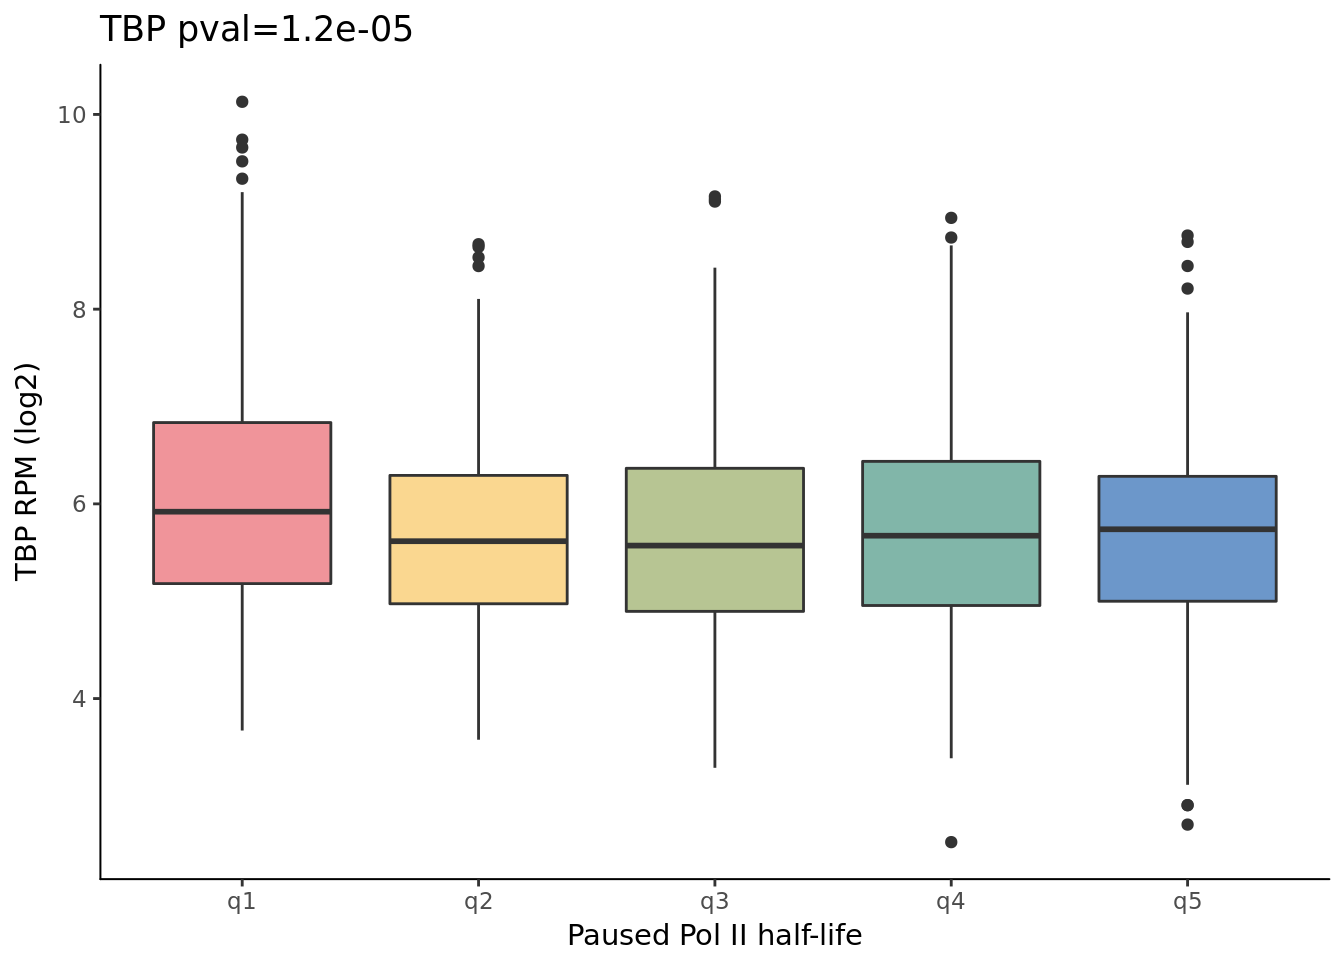 TBP pval=1.2e-05
10
8
6
4
TBP RPM (log2)
q1 q2 q3 q4 q5
Paused Pol II half-life